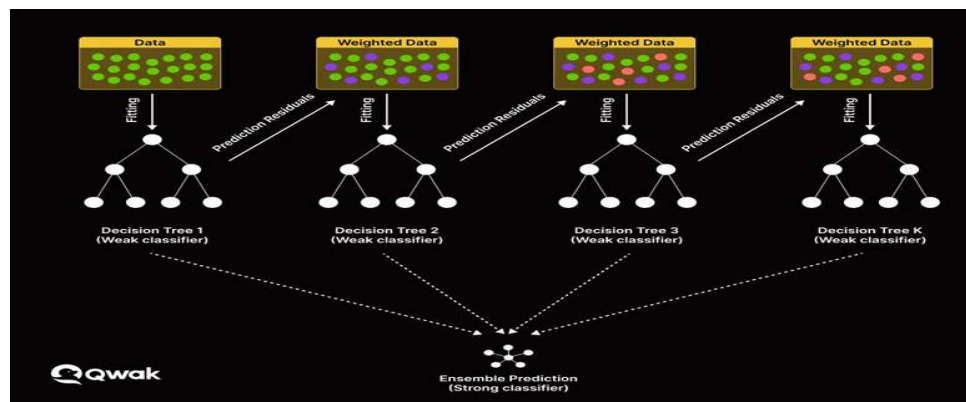 Data
Weighted Data
Weighted Data
Weighted Data
Fitting
Prediction Residuals
Fitting
Prediction Residuals
Fitting
Prediction Residuals
Fitting
Decision Tree 1
(Weak classifier)
Decision Tree 2
(Weak classifier)
Decision Tree 3
(Weak classifier)
Decision Tree K
(Weak classifier)
Qwak
Ensemble Prediction
(Strong classifier)